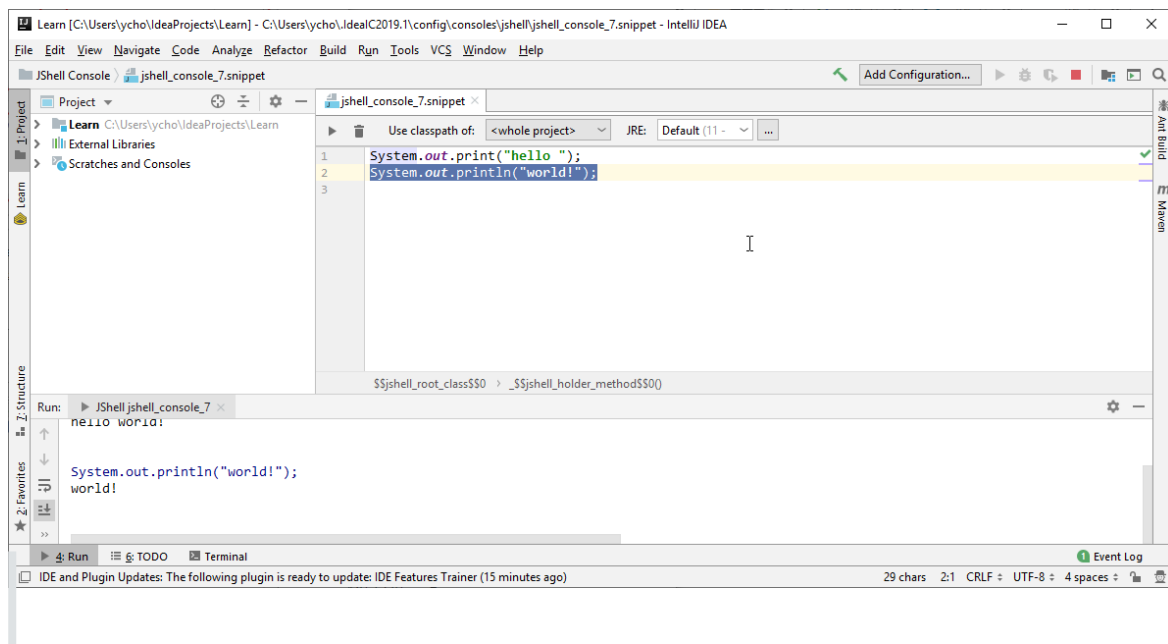 Learn [C:\Users\ycho\IdeaProjects\Learn] - C:\Users\ycho\.IdeaIC2019.1\config\consoles\jshell\jshell_console_7.snippet - IntelliJ IDEA
File Edit View Navigate Code Analyze Refactor Build Run Tools VCS Window Help
JShell Console jshell_console_7.snippet Add Configuration...
1: Project
Project
jshell_console_7.snippet
Learn C:\Users\ycho\IdeaProjects\Learn
External Libraries
Scratches and Consoles
Use classpath of: <whole project> JRE: Default (11 - ...
1 System.out.print("hello ");
2 System.out.println("world!");
3
Ant Build
m Maven
Learn
$$jshell_root_class$$0 > _$$jshell_holder_method$$0()
7: Structure
2: Favorites
Run: JShell jshell_console_7
hello world!
System.out.println("world!");
world!
4: Run 6: TODO Terminal 1 Event Log
IDE and Plugin Updates: The following plugin is ready to update: IDE Features Trainer (15 minutes ago) 29 chars 2:1 CRLF UTF-8 4 spaces